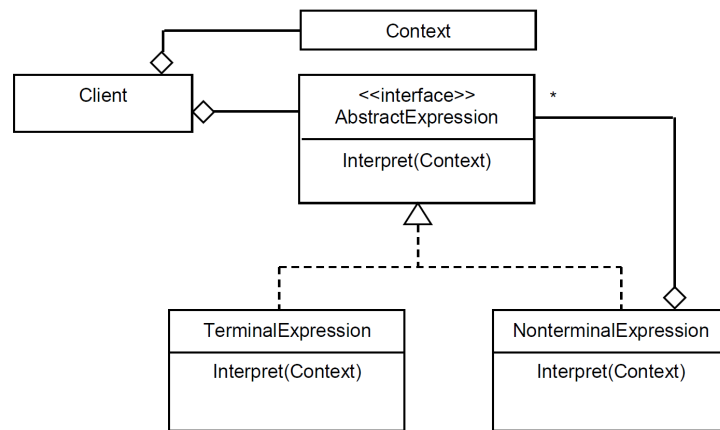 Context
Client
<<interface>>
AbstractExpression
*
Interpret(Context)
TerminalExpression
Interpret(Context)
NonterminalExpression
Interpret(Context)